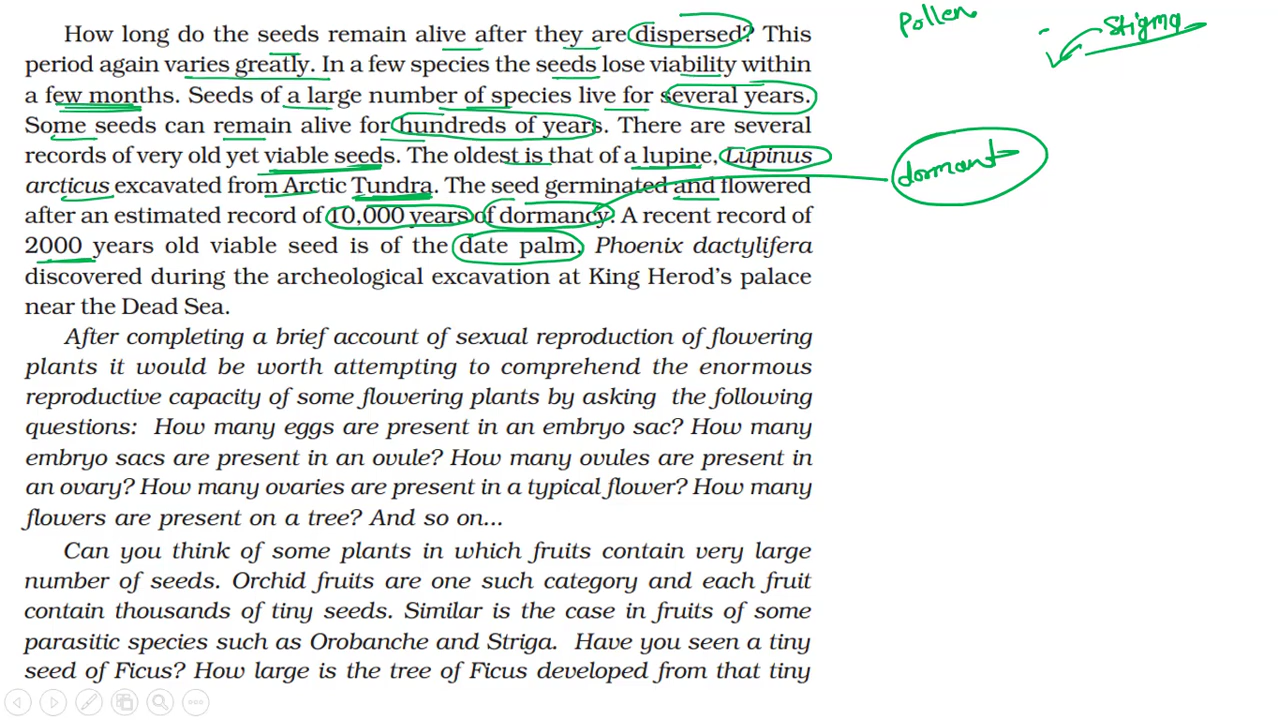 Pollen
Stigma
How long do the seeds remain alive after they are dispersed? This
period again varies greatly. In a few species the seeds lose viability within
a few months. Seeds of a large number of species live for several years.
Some seeds can remain alive for hundreds of years. There are several
records of very old yet viable seeds. The oldest is that of a lupine, Lupinus
arcticus excavated from Arctic Tundra. The seed germinated and flowered
after an estimated record of 10,000 years of dormancy. A recent record of
2000 years old viable seed is of the date palm, Phoenix dactylifera
discovered during the archeological excavation at King Herod's palace
near the Dead Sea.
dormant
After completing a brief account of sexual reproduction of flowering
plants it would be worth attempting to comprehend the enormous
reproductive capacity of some flowering plants by asking the following
questions: How many eggs are present in an embryo sac? How many
embryo sacs are present in an ovule? How many ovules are present in
an ovary? How many ovaries are present in a typical flower? How many
flowers are present on a tree? And so on...
Can you think of some plants in which fruits contain very large
number of seeds. Orchid fruits are one such category and each fruit
contain thousands of tiny seeds. Similar is the case in fruits of some
parasitic species such as Orobanche and Striga. Have you seen a tiny
seed of Ficus? How large is the tree of Ficus developed from that tiny